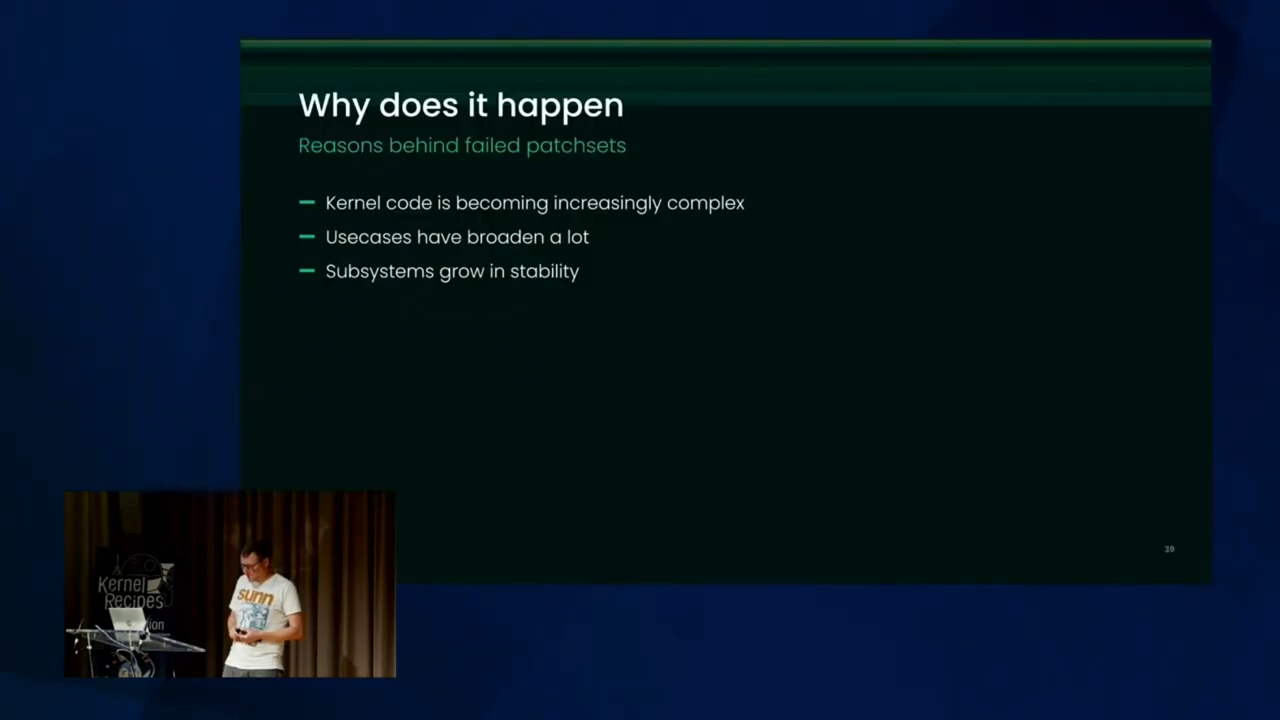 Why does it happen
Reasons behind failed patchsets
Kernel code is becoming increasingly complex
Usecases have broaden a lot
Subsystems grow in stability
39
Kernel
Recipes
sunn